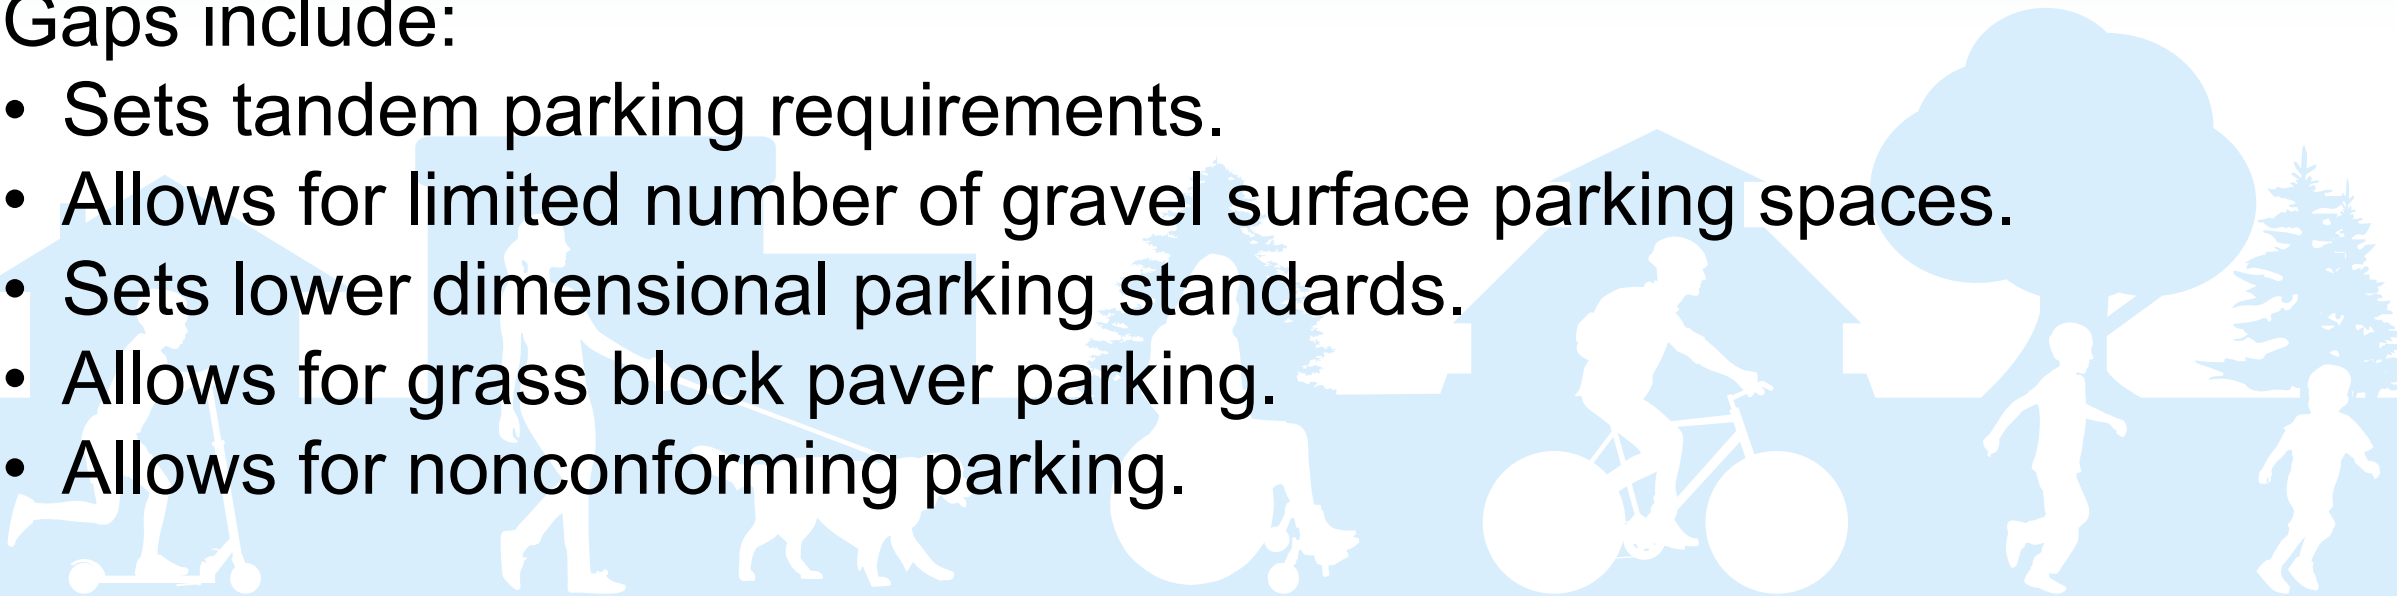 Gaps include:
• Sets tandem parking requirements.
• Allows for limited number of gravel surface parking spaces.
• Sets lower dimensional parking standards.
• Allows for grass block paver parking.
• Allows for nonconforming parking.